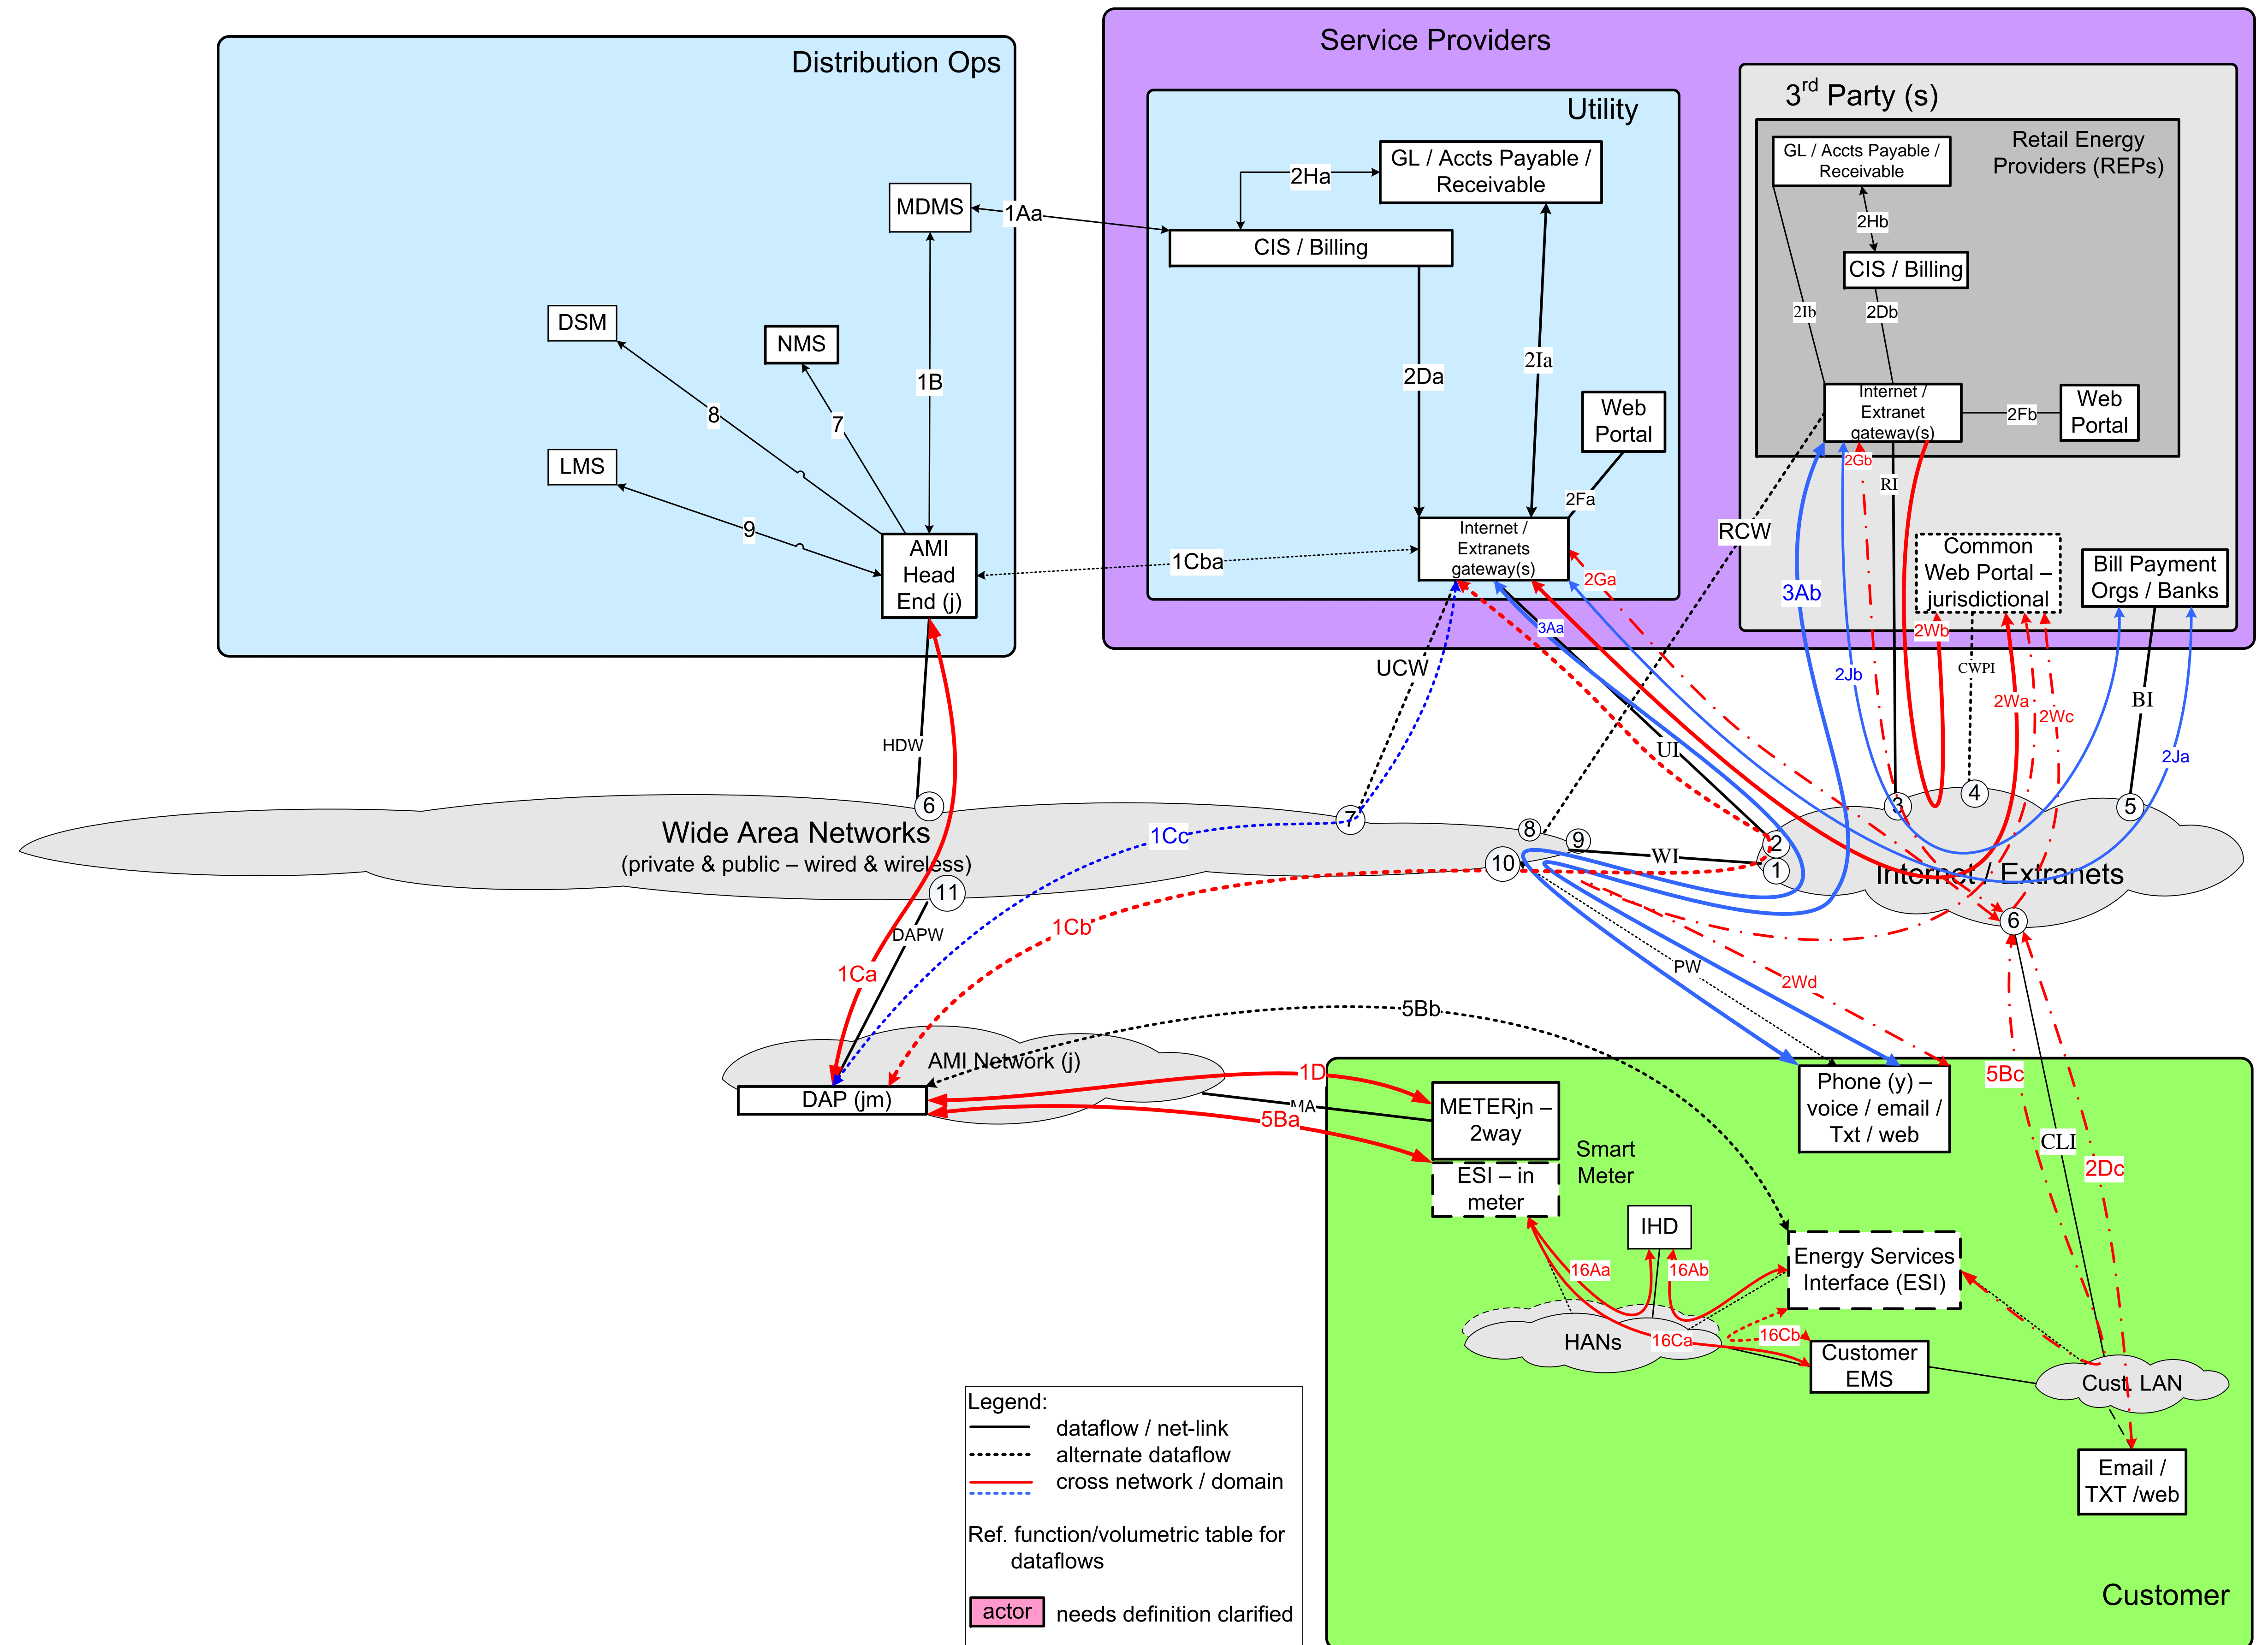 Distribution Ops
MDMS
1Aa
DSM
NMS
1B
8
7
LMS
9
AMI
Head
End (j)
1Cba
HDW
Service Providers
Utility
GL / Accts Payable /
Receivable
2Ha
CIS / Billing
2Da
2Ia
Web
Portal
2Fa
Internet /
Extranets
gateway(s)
2Ga
3Aa
UCW
UI
3rd Party (s)
Retail Energy
Providers (REPs)
GL / Accts Payable /
Receivable
2Hb
CIS / Billing
2Ib
2Db
Internet /
Extranet
gateway(s)
2Fb
Web
Portal
2Gb
RI
RCW
3Ab
Common
Web Portal –
jurisdictional
Bill Payment
Orgs / Banks
2Wb
2Jb
CWPI
2Wa
2Wc
BI
2Ja
6
Wide Area Networks
(private & public – wired & wireless)
7
1Cc
8
9
10
11
WI
2
1
3
4
5
Internet / Extranets
6
DAPW
1Ca
1Cb
PW
2Wd
5Bb
AMI Network (j)
DAP (jm)
1D
MA
5Ba
METERjn –
2way
ESI – in
meter
Smart
Meter
Phone (y) –
voice / email /
Txt / web
5Bc
CLI
2Dc
IHD
16Aa
16Ab
Energy Services
Interface (ESI)
HANs
16Ca
16Cb
Customer
EMS
Cust. LAN
Email /
TXT /web
Customer
Legend:
dataflow / net-link
alternate dataflow
cross network / domain
Ref. function/volumetric table for
dataflows
actor
needs definition clarified